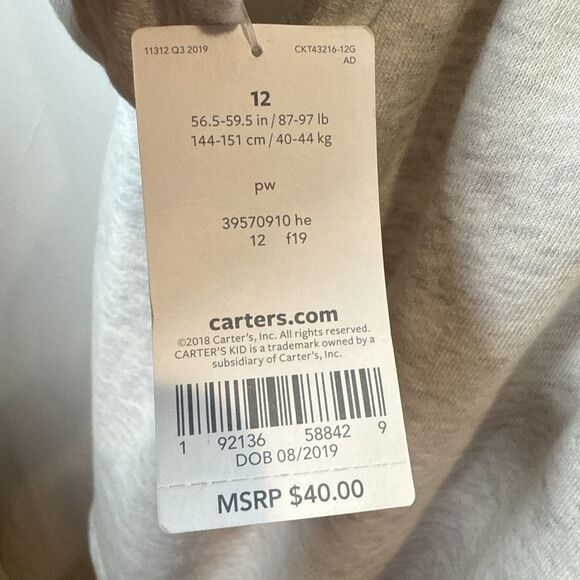 11312 Q3 2019 CKT43216-12G
AD
12
56.5-59.5 in / 87-97 lb
144-151 cm / 40-44 kg
pw
39570910 he
12 f19
carters.com
©2018 Carter's, Inc. All rights reserved.
CARTER'S KID is a trademark owned by a
subsidiary of Carter's, Inc.
1 92136 58842 9
DOB 08/2019
MSRP $40.00